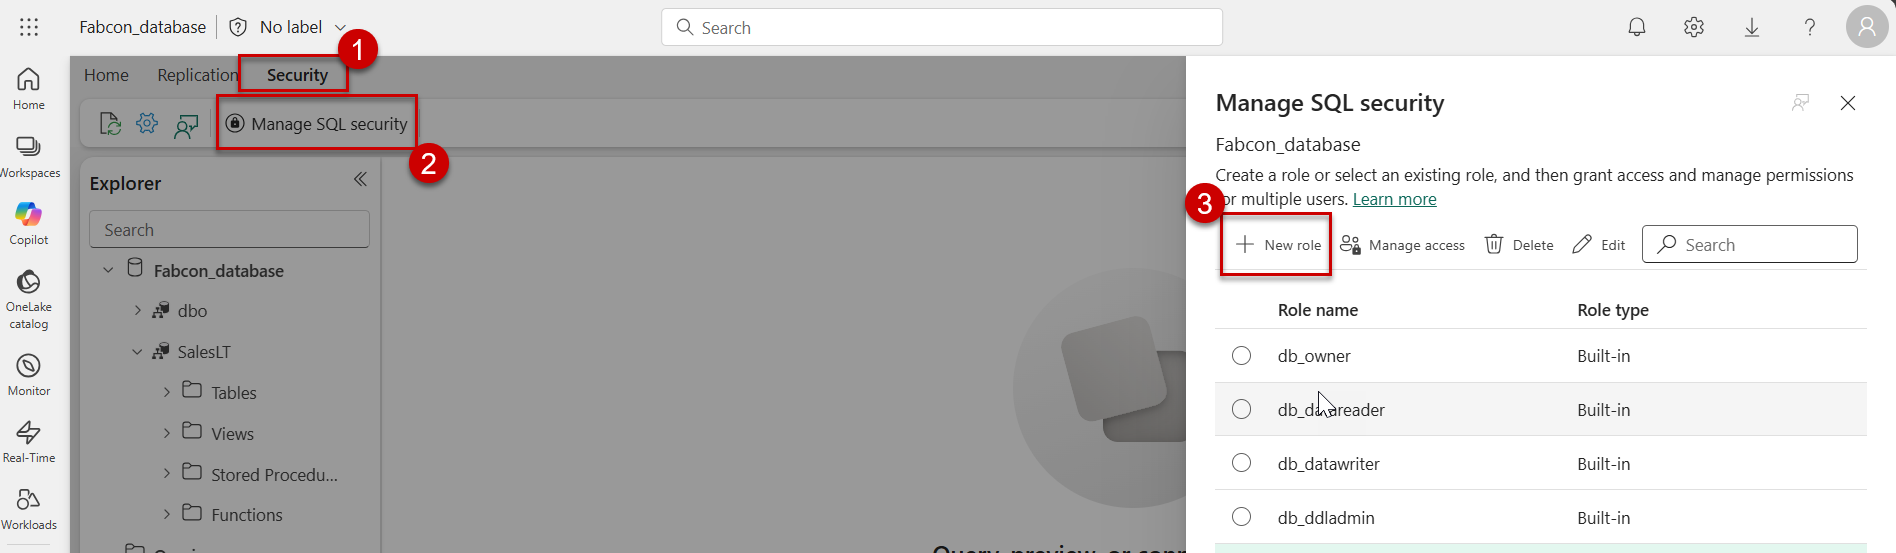 Fabcon_database
No label
Search
1
Home
Replication
Security
Manage SQL security
2
Home
Workspaces
Copilot
OneLake
catalog
Monitor
Real-Time
Workloads
Explorer
Search
Fabcon_database
dbo
SalesLT
Tables
Views
Stored Procedu...
Functions
Manage SQL security
Fabcon_database
Create a role or select an existing role, and then grant access and manage permissions
multiple users. Learn more
3
New role
Manage access
Delete
Edit
Search
Role name Role type
db_owner Built-in
db_datareader Built-in
db_datawriter Built-in
db_ddladmin Built-in